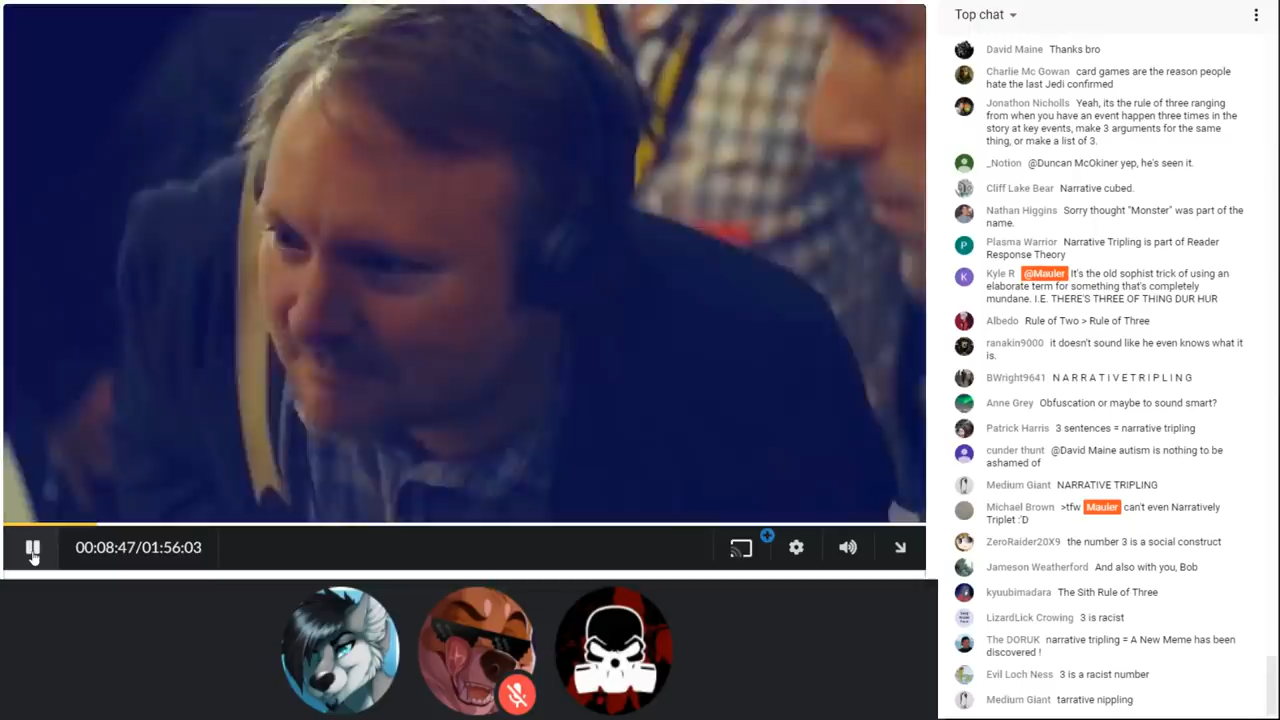 Top chat
David Maine Thanks bro
Charlie Mc Gowan card games are the reason people
hate the last Jedi confirmed
Jonathon Nicholls Yeah, its the rule of three ranging
from when you have an event happen three times in the
story at key events, make 3 arguments for the same
thing, or make a list of 3.
_Notion @Duncan McOkiner yep, he's seen it.
Cliff Lake Bear Narrative cubed.
Nathan Higgins Sorry thought "Monster" was part of the
name.
P Plasma Warrior Narrative Tripling is part of Reader
Response Theory
K Kyle R @Mauler It's the old sophist trick of using an
elaborate term for something that's completely
mundane. I.E. THERE'S THREE OF THING DUR HUR
Albedo Rule of Two > Rule of Three
ranakin9000 it doesn't sound like he even knows what it
is.
BWright9641 N A R R A T I V E T R I P L I N G
Anne Grey Obfuscation or maybe to sound smart?
Patrick Harris 3 sentences = narrative tripling
cunder thunt @David Maine autism is nothing to be
ashamed of
Medium Giant NARRATIVE TRIPLING
Michael Brown >tfw Mauler can't even Narratively
Triplet :'D
ZeroRaider20X9 the number 3 is a social construct
Jameson Weatherford And also with you, Bob
kyuubimadara The Sith Rule of Three
LizardLick Crowing 3 is racist
The DORUK narrative tripling = A New Meme has been
discovered !
Evil Loch Ness 3 is a racist number
Medium Giant tarrative nippling
00:08:47/01:56:03